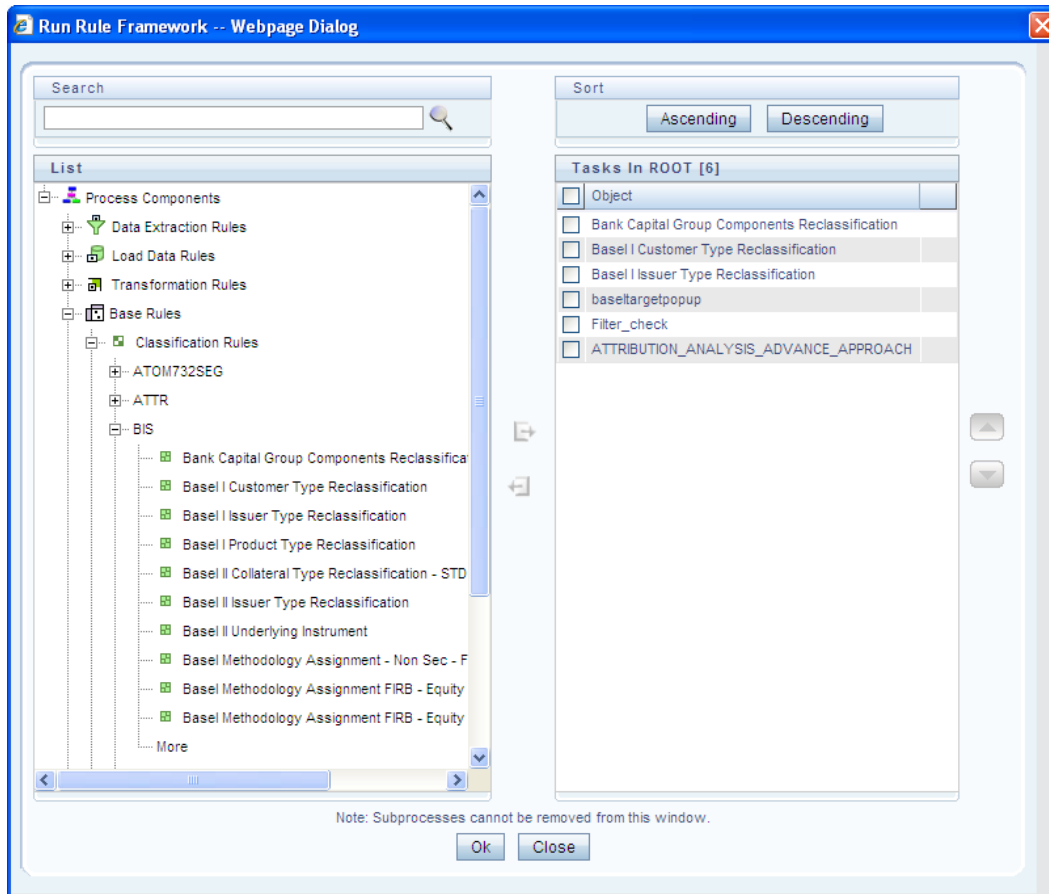 Run Rule Framework -- Webpage Dialog
Search
Sort
Ascending
Descending
List
Process Components
Data Extraction Rules
Load Data Rules
Transformation Rules
Base Rules
Classification Rules
ATOM732SEG
ATTR
BIS
Bank Capital Group Components Reclassifica
Basel I Customer Type Reclassification
Basel I Issuer Type Reclassification
Basel I Product Type Reclassification
Basel II Collateral Type Reclassification - STD
Basel II Issuer Type Reclassification
Basel II Underlying Instrument
Basel Methodology Assignment - Non Sec - F
Basel Methodology Assignment FIRB - Equity
Basel Methodology Assignment FIRB - Equity
More
Tasks In ROOT [6]
Object
Bank Capital Group Components Reclassification
Basel I Customer Type Reclassification
Basel I Issuer Type Reclassification
baseltargetpopup
Filter_check
ATTRIBUTION_ANALYSIS_ADVANCE_APPROACH
Note: Subprocesses cannot be removed from this window.
Ok
Close